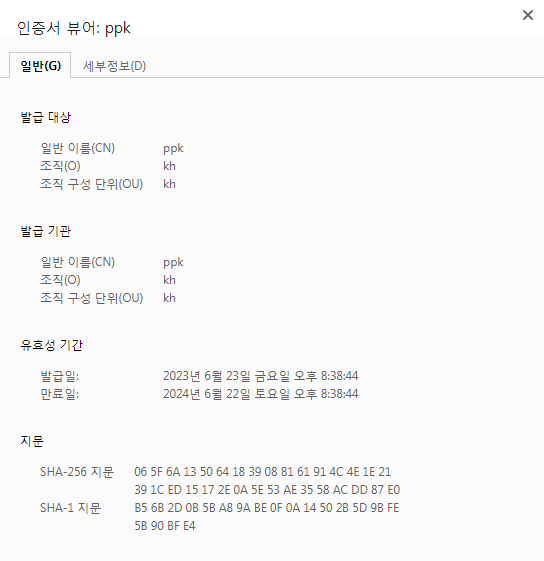 인증서 뷰어: ppk
일반(G) 세부정보(D)
발급 대상
일반 이름(CN) ppk
조직(O) kh
조직 구성 단위(OU) kh
발급 기관
일반 이름(CN) ppk
조직(O) kh
조직 구성 단위(OU) kh
유효성 기간
발급일: 2023년 6월 23일 금요일 오후 8:38:44
만료일: 2024년 6월 22일 토요일 오후 8:38:44
지문
SHA-256 지문 06 5F 6A 13 50 64 18 39 08 81 61 91 4C 4E 1E 21
39 1C ED 15 17 2E 0A 5E 53 AE 35 58 AC DD 87 E0
SHA-1 지문 B5 6B 2D 0B 5B A8 9A BE 0F 0A 14 50 2B 5D 9B FE
5B 90 BF E4